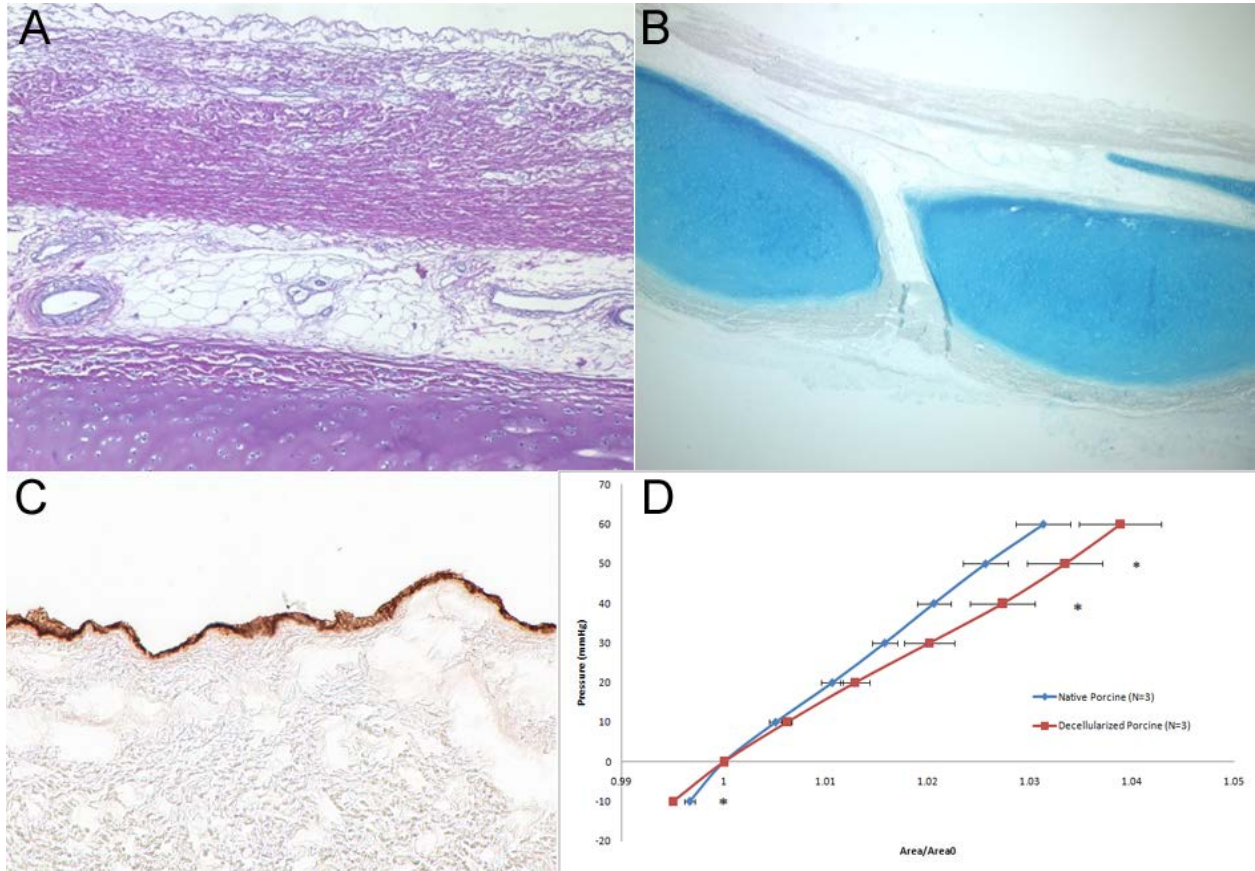 A
B
C
D
70
60
50
40
30
20
10
0
-10
-20
Pressure (mmHg)
0.99
1
1.01
1.02
1.03
1.04
1.05
Area/Area0
*
*
*
Native Porcine (N=3)
Decellularized Porcine (N=3)